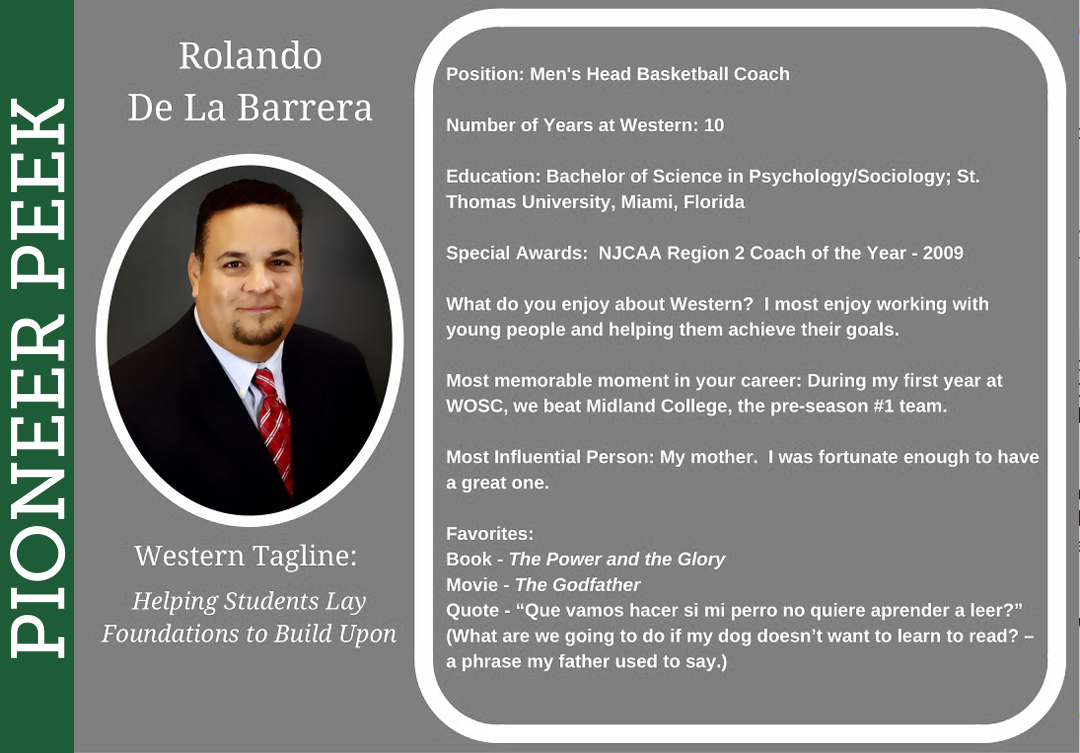 PIONEER PEEK
Rolando
De La Barrera
Western Tagline:
Helping Students Lay
Foundations to Build Upon
Position: Men's Head Basketball Coach
Number of Years at Western: 10
Education: Bachelor of Science in Psychology/Sociology; St.
Thomas University, Miami, Florida
Special Awards:  NJCAA Region 2 Coach of the Year - 2009
What do you enjoy about Western?  I most enjoy working with
young people and helping them achieve their goals.
Most memorable moment in your career: During my first year at
WOSC, we beat Midland College, the pre-season #1 team.
Most Influential Person: My mother.  I was fortunate enough to have
a great one.
Favorites:
Book - The Power and the Glory
Movie - The Godfather
Quote - “Que vamos hacer si mi perro no quiere aprender a leer?”
(What are we going to do if my dog doesn’t want to learn to read? –
a phrase my father used to say.)